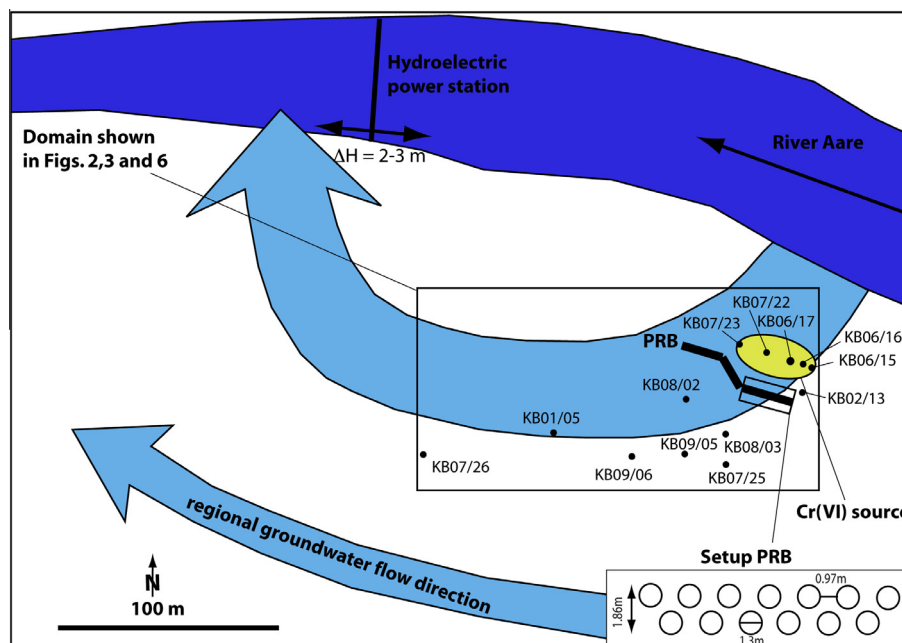 Hydroelectric
power station
River Aare
Domain shown
in Figs. 2,3 and 6
ΔH = 2-3 m
KB07/22
KB06/17
KB07/23
KB06/16
PRB
KB06/15
KB08/02
KB02/13
KB01/05
KB09/05
KB08/03
KB07/26
KB09/06
KB07/25
Cr(VI) source
regional groundwater flow direction
Setup PRB
N
100 m
0.97m
1.86m
1.3m